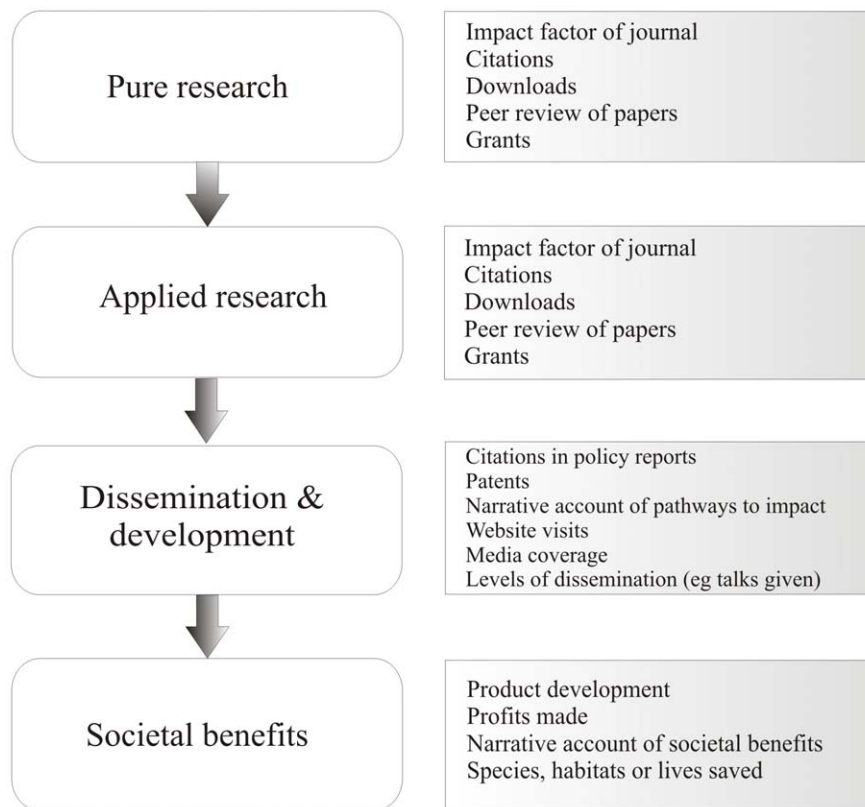 Pure research
Impact factor of journal
Citations
Downloads
Peer review of papers
Grants
Applied research
Impact factor of journal
Citations
Downloads
Peer review of papers
Grants
Dissemination &
development
Citations in policy reports
Patents
Narrative account of pathways to impact
Website visits
Media coverage
Levels of dissemination (eg talks given)
Societal benefits
Product development
Profits made
Narrative account of societal benefits
Species, habitats or lives saved